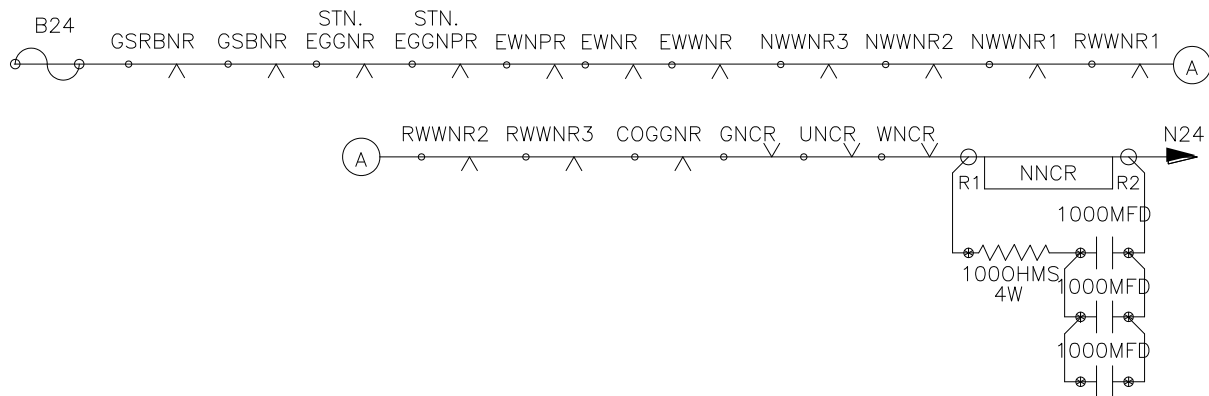 B24
GSRBNR
GSBNR
STN.
EGGNR
STN.
EGGNPR
EWNPR
EWNR
EWWNR
NWWNR3
NWWNR2
NWWNR1
RWWNR1
A
A
RWWNR2
RWWNR3
COGGNR
GNCR
UNCR
WNCR
R1
NNCR
R2
N24
1000MFD
100OHMS
4W
1000MFD
1000MFD